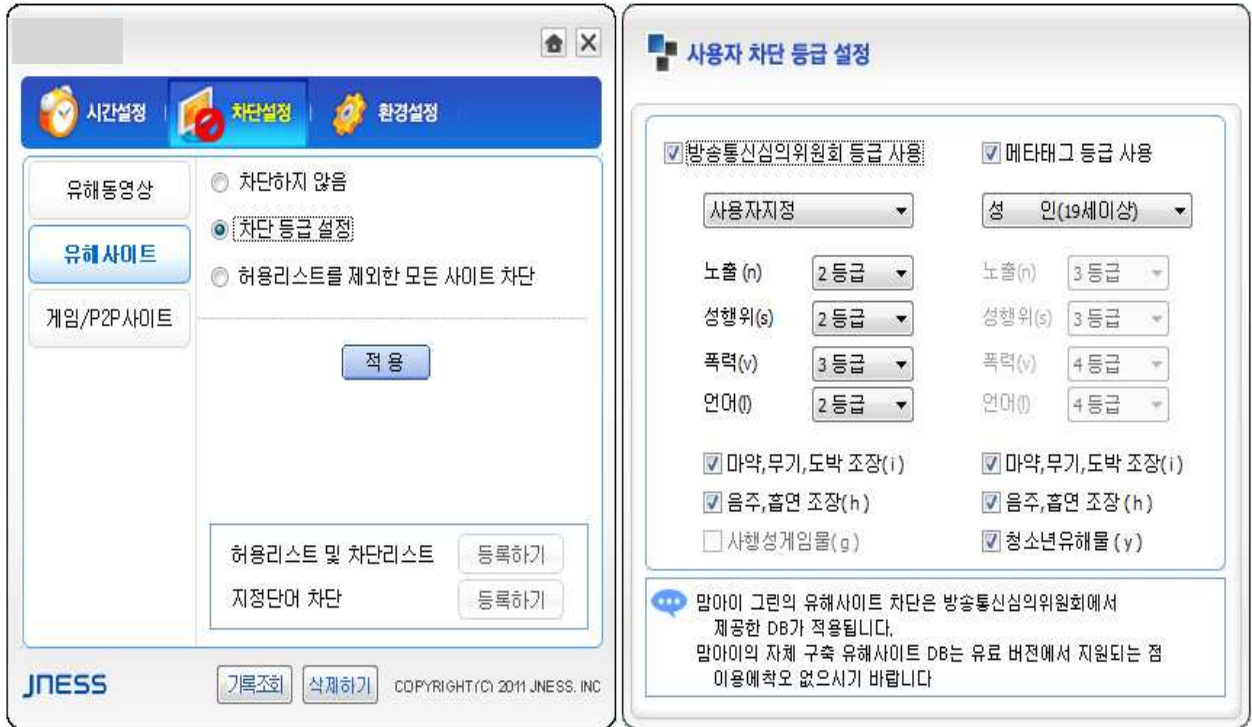 시간설정
차단설정
환경설정
유해동영상
유해사이트
게임/P2P사이트
차단하지 않음
차단 등급 설정
허용리스트를 제외한 모든 사이트 차단
적 용
허용리스트 및 차단리스트 등록하기
지정단어 차단 등록하기
JNESS 기록조회 삭제하기 COPYRIGHT(C) 2011 JNESS. INC
사용자 차단 등급 설정
방송통신심의위원회 등급 사용 메타태그 등급 사용
사용자지정 성 인(19세이상)
노출 (n) 2 등급 노출(n) 3 등급
성행위(s) 2 등급 성행위(s) 3 등급
폭력(v) 3 등급 폭력(v) 4 등급
언어(l) 2 등급 언어(l) 4 등급
마약,무기,도박 조장(i) 마약,무기,도박 조장(i)
음주,흡연 조장(h) 음주,흡연 조장 (h)
사행성게임물(g) 청소년유해물 (y)
맘아이 그린의 유해사이트 차단은 방송통신심의위원회에서
제공한 DB가 적용됩니다.
맘아이의 자체 구축 유해사이트 DB는 유료 버전에서 지원되는 점
이용에착오 없으시기 바랍니다